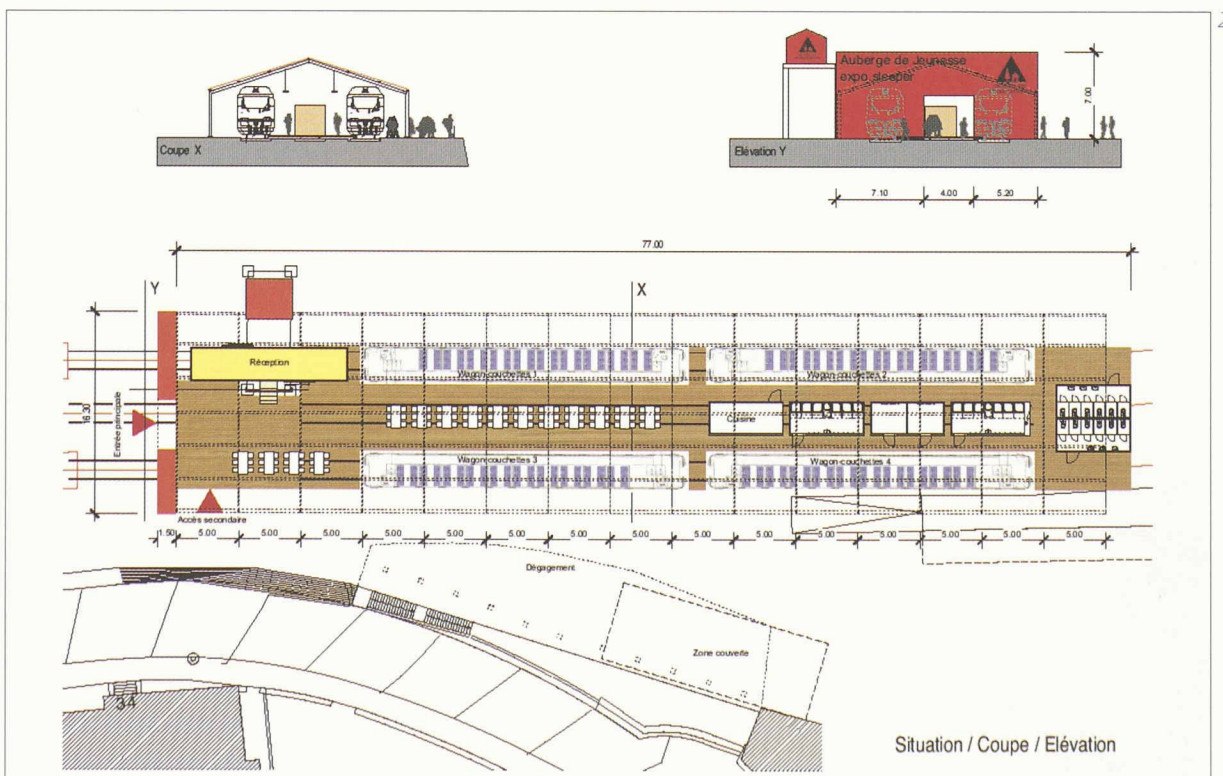 2
Auberge de Jeunesse
expo sleeper
7.00
Coupe X
Elévation Y
7.10 4.00 5.20
77.00
Y
X
Réception
Wagon-couchettes 1
Wagon-couchettes 2
16.30
Entrée principale
Cuisine
Wagon-couchettes 3
Wagon-couchettes 4
Accès secondaire
1.50 5.00 5.00 5.00 5.00 5.00 5.00 5.00 5.00 5.00 5.00 5.00 5.00 5.00 5.00 5.00
Dégagement
Zone couverte
34
Situation / Coupe / Elévation